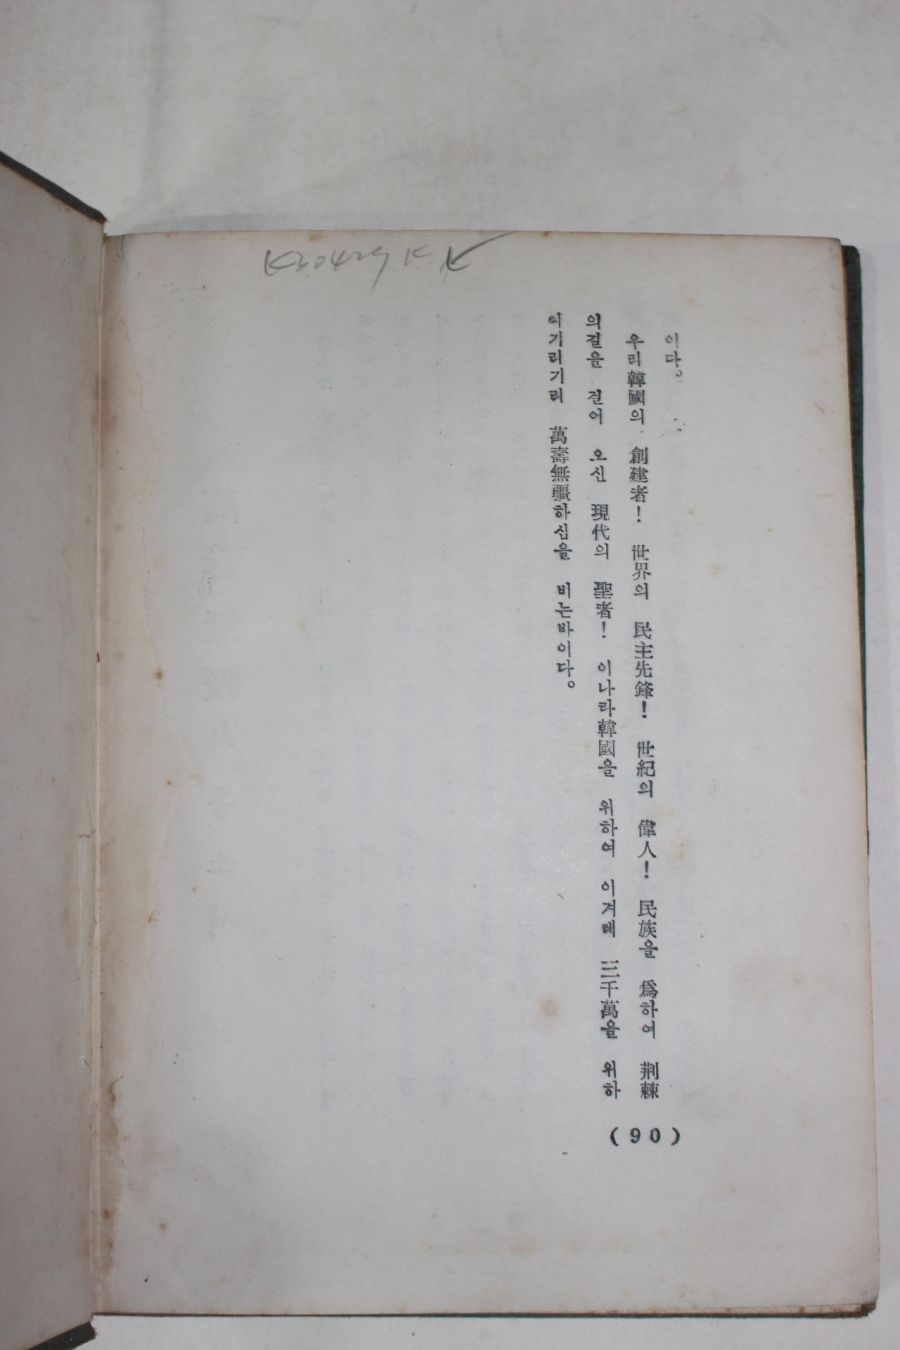 이다。
우리韓國의 創建者! 世界의 民主先鋒! 世紀의 偉人! 民族을 爲하여 荆棘
의길을 걸어 오신 現代의 聖者! 이나라韓國을 위하여 이겨레 三千萬을 위하
여기리기리 萬壽無疆하심을 비는바이다。
(90)